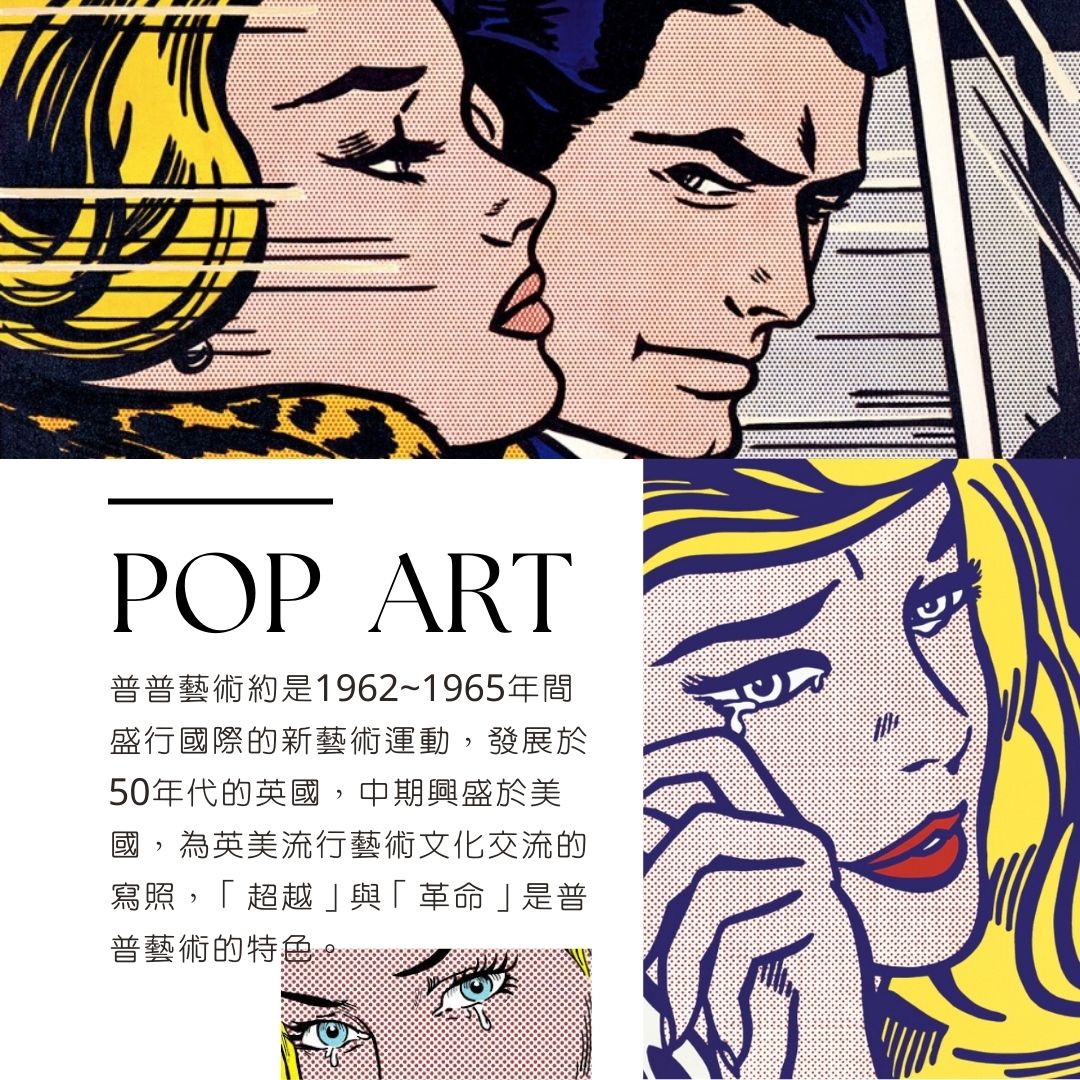 POP ART
普普藝術約是1962~1965年間
盛行國際的新藝術運動，發展於
50年代的英國，中期興盛於美
國，為英美流行藝術文化交流的
寫照，「超越」與「革命」是普
普藝術的特色。